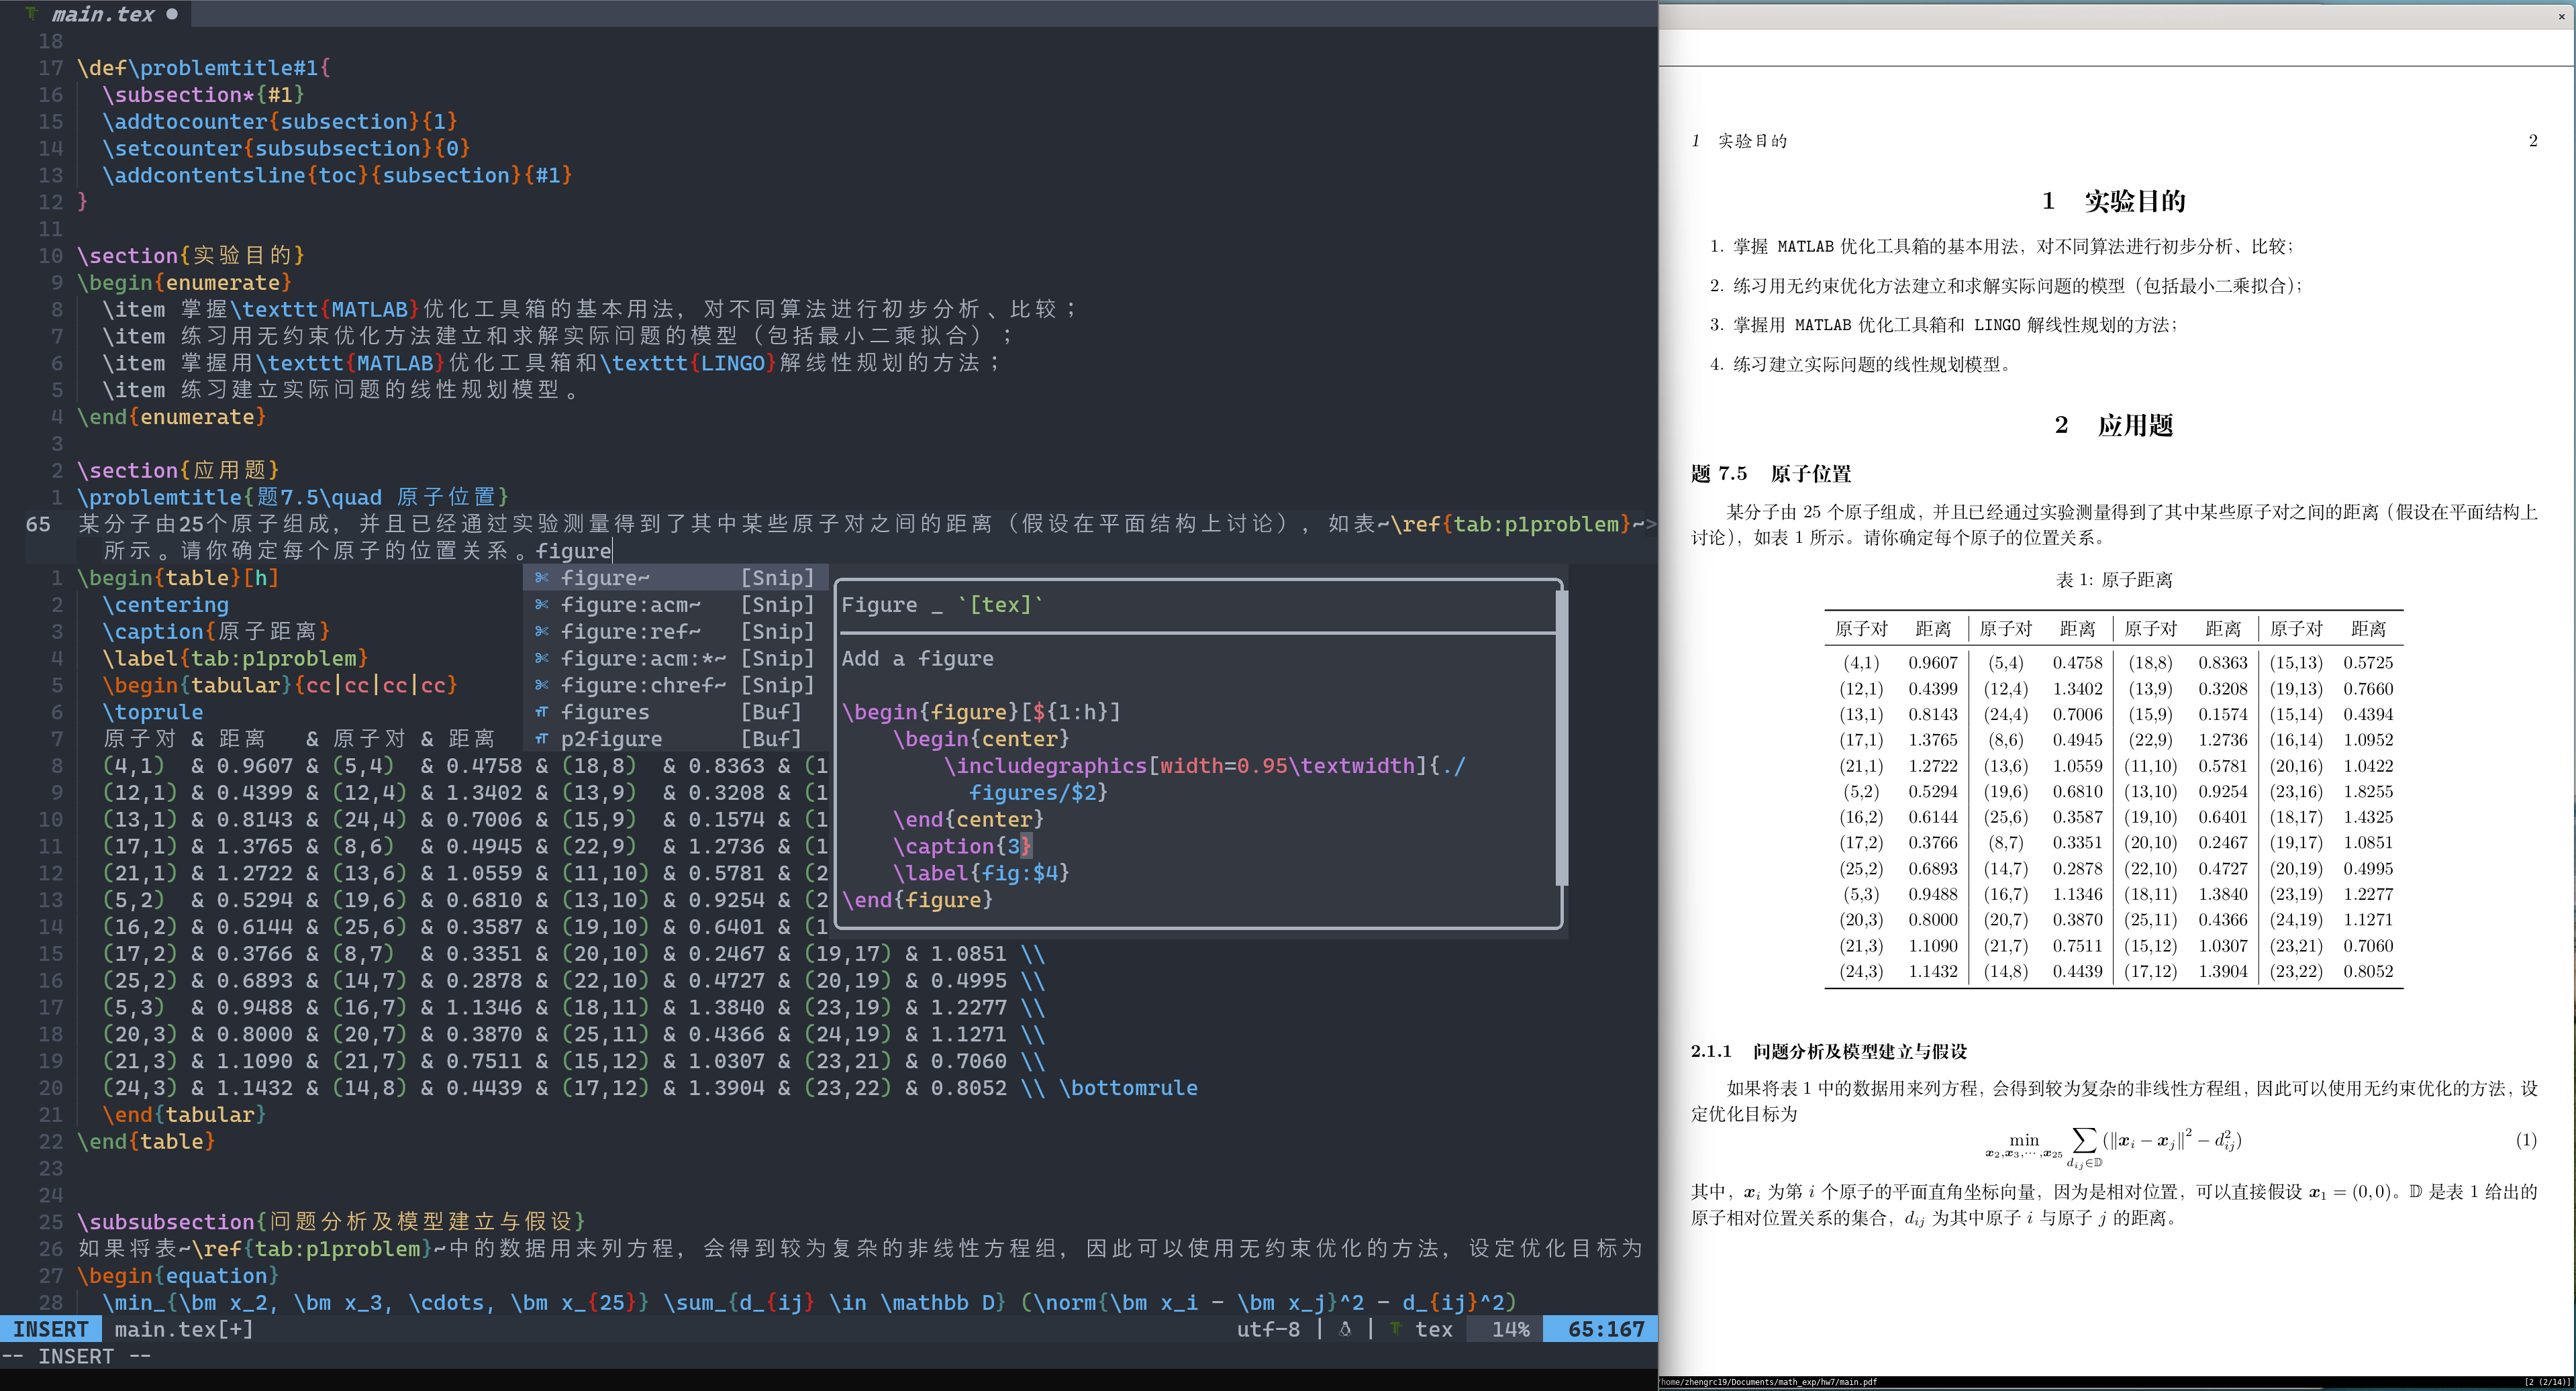 main.tex ●
18
17 \def\problemtitle#1{
16 \subsection*{#1}
15 \addtocounter{subsection}{1}
14 \setcounter{subsubsection}{0}
13 \addcontentsline{toc}{subsection}{#1}
12 }
11
10 \section{实验目的}
9 \begin{enumerate}
8 \item 掌握\texttt{MATLAB}优化工具箱的基本用法，对不同算法进行初步分析、比较；
7 \item 练习用无约束优化方法建立和求解实际问题的模型（包括最小二乘拟合）；
6 \item 掌握用\texttt{MATLAB}优化工具箱和\texttt{LINGO}解线性规划的方法；
5 \item 练习建立实际问题的线性规划模型。
4 \end{enumerate}
3
2 \section{应用题}
1 \problemtitle{题7.5\quad 原子位置}
65 某分子由25个原子组成，并且已经通过实验测量得到了其中某些原子对之间的距离（假设在平面结构上讨论），如表~\ref{tab:p1problem}~>
所示。请你确定每个原子的位置关系。figure
1 \begin{table}[h]
2 \centering
3 \caption{原子距离}
4 \label{tab:p1problem}
5 \begin{tabular}{cc|cc|cc|cc}
6 \toprule
7 原子对 & 距离 & 原子对 & 距离
8 (4,1) & 0.9607 & (5,4) & 0.4758 & (18,8) & 0.8363 & (1
9 (12,1) & 0.4399 & (12,4) & 1.3402 & (13,9) & 0.3208 & (1
10 (13,1) & 0.8143 & (24,4) & 0.7006 & (15,9) & 0.1574 & (1
11 (17,1) & 1.3765 & (8,6) & 0.4945 & (22,9) & 1.2736 & (1
12 (21,1) & 1.2722 & (13,6) & 1.0559 & (11,10) & 0.5781 & (2
13 (5,2) & 0.5294 & (19,6) & 0.6810 & (13,10) & 0.9254 & (2
14 (16,2) & 0.6144 & (25,6) & 0.3587 & (19,10) & 0.6401 & (1
15 (17,2) & 0.3766 & (8,7) & 0.3351 & (20,10) & 0.2467 & (19,17) & 1.0851 \\
16 (25,2) & 0.6893 & (14,7) & 0.2878 & (22,10) & 0.4727 & (20,19) & 0.4995 \\
17 (5,3) & 0.9488 & (16,7) & 1.1346 & (18,11) & 1.3840 & (23,19) & 1.2277 \\
18 (20,3) & 0.8000 & (20,7) & 0.3870 & (25,11) & 0.4366 & (24,19) & 1.1271 \\
19 (21,3) & 1.1090 & (21,7) & 0.7511 & (15,12) & 1.0307 & (23,21) & 0.7060 \\
20 (24,3) & 1.1432 & (14,8) & 0.4439 & (17,12) & 1.3904 & (23,22) & 0.8052 \\ \bottomrule
21 \end{tabular}
22 \end{table}
23
24
25 \subsubsection{问题分析及模型建立与假设}
26 如果将表~\ref{tab:p1problem}~中的数据用来列方程，会得到较为复杂的非线性方程组，因此可以使用无约束优化的方法，设定优化目标为
27 \begin{equation}
28 \min_{\bm x_2, \bm x_3, \cdots, \bm x_{25}} \sum_{d_{ij} \in \mathbb D} (\norm{\bm x_i - \bm x_j}^2 - d_{ij}^2)
INSERT main.tex[+] utf-8 | | tex 14% 65:167
-- INSERT --
figure~ [Snip]
figure:acm~ [Snip]
figure:ref~ [Snip]
figure:acm:*~ [Snip]
figure:chref~ [Snip]
figures [Buf]
p2figure [Buf]
Figure _ `[tex]`
Add a figure
\begin{figure}[${1:h}]
\begin{center}
\includegraphics[width=0.95\textwidth]{./
figures/$2}
\end{center}
\caption{3}
\label{fig:$4}
\end{figure}
×
1 实验目的 2
1 实验目的
1. 掌握 MATLAB 优化工具箱的基本用法，对不同算法进行初步分析、比较；
2. 练习用无约束优化方法建立和求解实际问题的模型（包括最小二乘拟合）；
3. 掌握用 MATLAB 优化工具箱和 LINGO 解线性规划的方法；
4. 练习建立实际问题的线性规划模型。
2 应用题
题 7.5 原子位置
某分子由 25 个原子组成，并且已经通过实验测量得到了其中某些原子对之间的距离（假设在平面结构上
讨论），如表 1 所示。请你确定每个原子的位置关系。
表 1: 原子距离
原子对 距离 原子对 距离 原子对 距离 原子对 距离
(4,1) 0.9607 (5,4) 0.4758 (18,8) 0.8363 (15,13) 0.5725
(12,1) 0.4399 (12,4) 1.3402 (13,9) 0.3208 (19,13) 0.7660
(13,1) 0.8143 (24,4) 0.7006 (15,9) 0.1574 (15,14) 0.4394
(17,1) 1.3765 (8,6) 0.4945 (22,9) 1.2736 (16,14) 1.0952
(21,1) 1.2722 (13,6) 1.0559 (11,10) 0.5781 (20,16) 1.0422
(5,2) 0.5294 (19,6) 0.6810 (13,10) 0.9254 (23,16) 1.8255
(16,2) 0.6144 (25,6) 0.3587 (19,10) 0.6401 (18,17) 1.4325
(17,2) 0.3766 (8,7) 0.3351 (20,10) 0.2467 (19,17) 1.0851
(25,2) 0.6893 (14,7) 0.2878 (22,10) 0.4727 (20,19) 0.4995
(5,3) 0.9488 (16,7) 1.1346 (18,11) 1.3840 (23,19) 1.2277
(20,3) 0.8000 (20,7) 0.3870 (25,11) 0.4366 (24,19) 1.1271
(21,3) 1.1090 (21,7) 0.7511 (15,12) 1.0307 (23,21) 0.7060
(24,3) 1.1432 (14,8) 0.4439 (17,12) 1.3904 (23,22) 0.8052
2.1.1 问题分析及模型建立与假设
如果将表 1 中的数据用来列方程，会得到较为复杂的非线性方程组，因此可以使用无约束优化的方法，设
定优化目标为
min x₂,x₃,⋯,x₂₅ ∑ dᵢⱼ∈𝔻 (‖xᵢ − xⱼ‖² − d²ᵢⱼ) (1)
其中，xᵢ 为第 i 个原子的平面直角坐标向量，因为是相对位置，可以直接假设 x₁ = (0, 0)。𝔻 是表 1 给出的
原子相对位置关系的集合，dᵢⱼ 为其中原子 i 与原子 j 的距离。
/home/zhengrc19/Documents/math_exp/hw7/main.pdf [2 (2/14)]